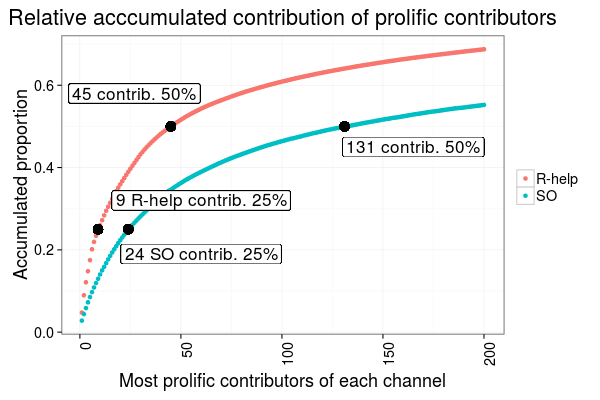 Relative acccumulated contribution of prolific contributors
Accumulated proportion
0.6
0.4
0.2
0.0
45 contrib. 50%
131 contrib. 50%
9 R-help contrib. 25%
24 SO contrib. 25%
R-help
SO
0
50
100
150
200
Most prolific contributors of each channel